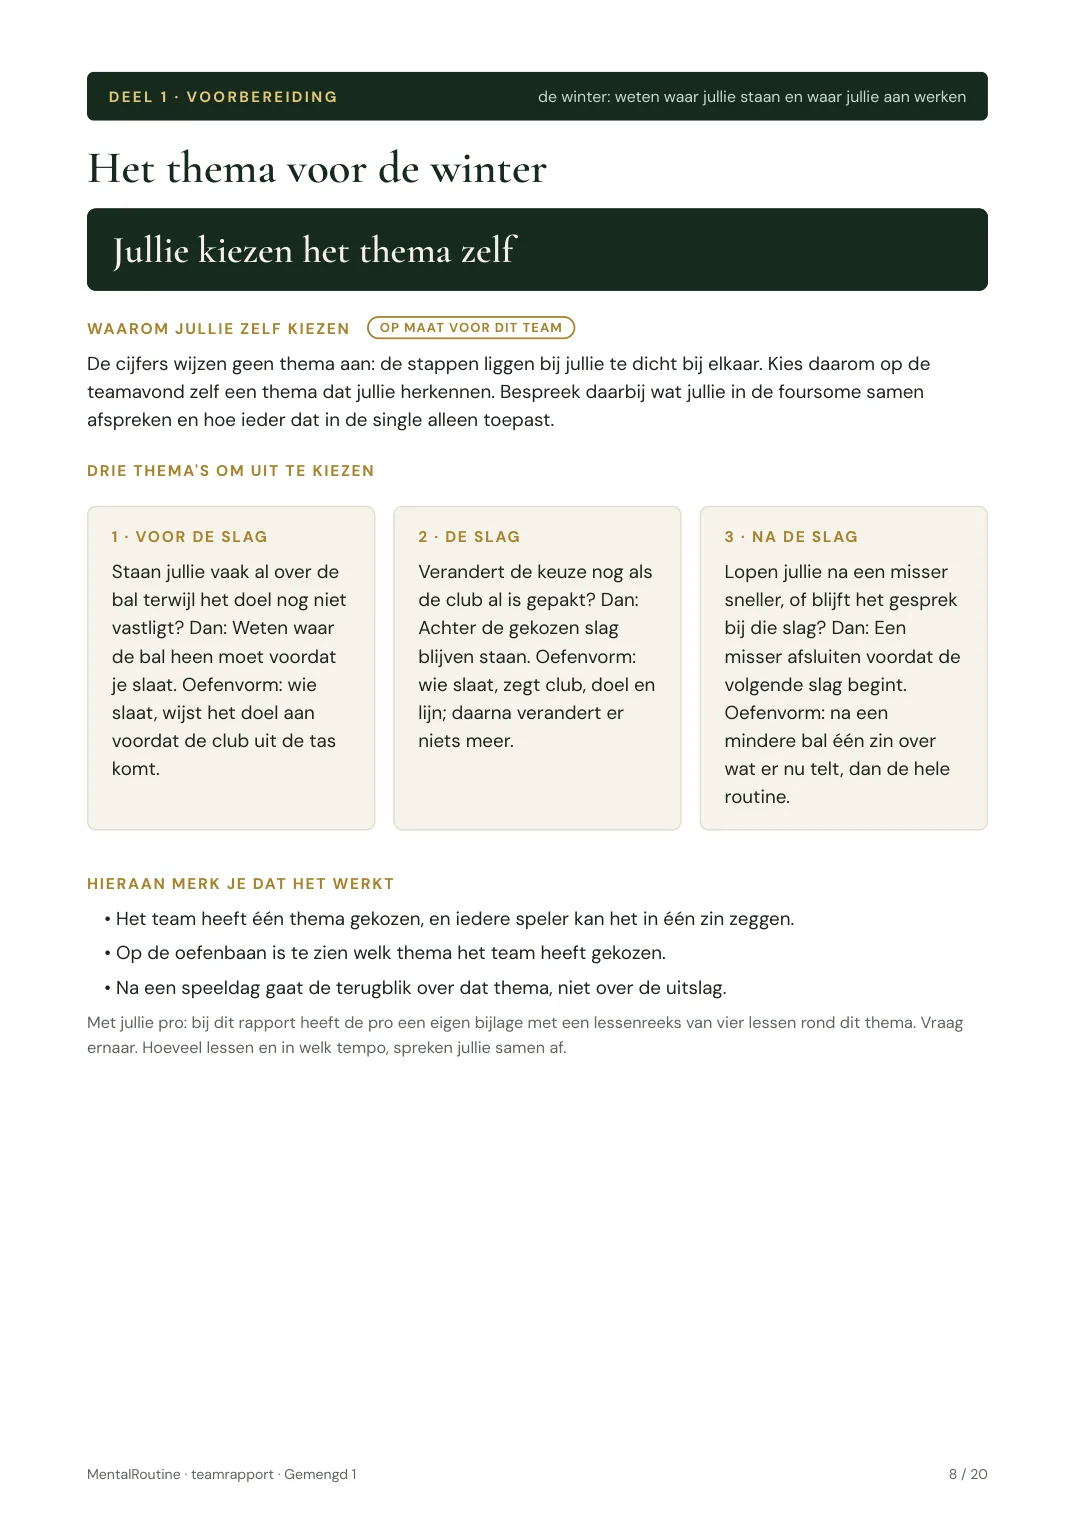 DEEL 1 · VOORBEREIDING
de winter: weten waar jullie staan en waar jullie aan werken
Het thema voor de winter
Jullie kiezen het thema zelf
WAAROM JULLIE ZELF KIEZEN
OP MAAT VOOR DIT TEAM
De cijfers wijzen geen thema aan: de stappen liggen bij jullie te dicht bij elkaar. Kies daarom op de
teamavond zelf een thema dat jullie herkennen. Bespreek daarbij wat jullie in de foursome samen
afspreken en hoe ieder dat in de single alleen toepast.
DRIE THEMA'S OM UIT TE KIEZEN
1 · VOOR DE SLAG
Staan jullie vaak al over de
bal terwijl het doel nog niet
vastligt? Dan: Weten waar
de bal heen moet voordat
je slaat. Oefenvorm: wie
slaat, wijst het doel aan
voordat de club uit de tas
komt.
2 · DE SLAG
Verandert de keuze nog als
de club al is gepakt? Dan:
Achter de gekozen slag
blijven staan. Oefenvorm:
wie slaat, zegt club, doel en
lijn; daarna verandert er
niets meer.
3 · NA DE SLAG
Lopen jullie na een misser
sneller, of blijft het gesprek
bij die slag? Dan: Een
misser afsluiten voordat de
volgende slag begint.
Oefenvorm: na een
mindere bal één zin over
wat er nu telt, dan de hele
routine.
HIERAAN MERK JE DAT HET WERKT
• Het team heeft één thema gekozen, en iedere speler kan het in één zin zeggen.
• Op de oefenbaan is te zien welk thema het team heeft gekozen.
• Na een speeldag gaat de terugblik over dat thema, niet over de uitslag.
Met jullie pro: bij dit rapport heeft de pro een eigen bijlage met een lessenreeks van vier lessen rond dit thema. Vraag
ernaar. Hoeveel lessen en in welk tempo, spreken jullie samen af.
MentalRoutine · teamrapport · Gemengd 1
8 / 20